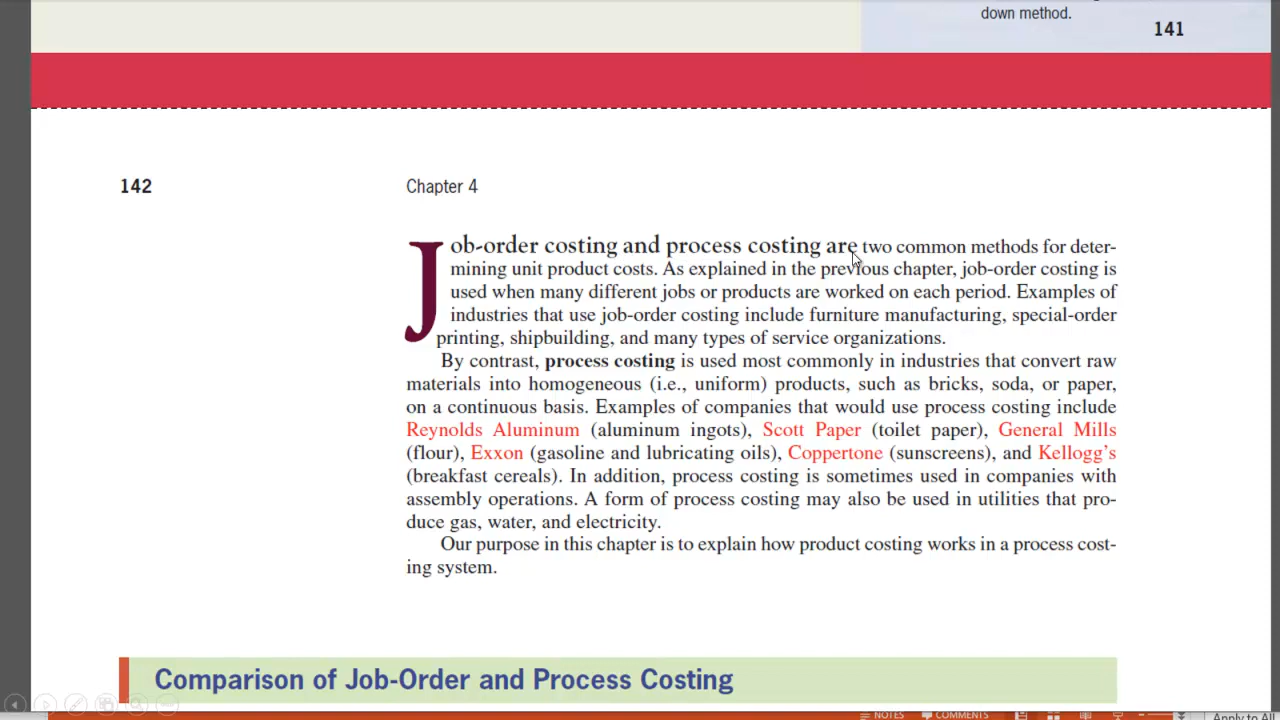 down method.
141
142
Chapter 4
Job-order costing and process costing are two common methods for deter-
mining unit product costs. As explained in the previous chapter, job-order costing is
used when many different jobs or products are worked on each period. Examples of
industries that use job-order costing include furniture manufacturing, special-order
printing, shipbuilding, and many types of service organizations.
By contrast, process costing is used most commonly in industries that convert raw
materials into homogeneous (i.e., uniform) products, such as bricks, soda, or paper,
on a continuous basis. Examples of companies that would use process costing include
Reynolds Aluminum (aluminum ingots), Scott Paper (toilet paper), General Mills
(flour), Exxon (gasoline and lubricating oils), Coppertone (sunscreens), and Kellogg's
(breakfast cereals). In addition, process costing is sometimes used in companies with
assembly operations. A form of process costing may also be used in utilities that pro-
duce gas, water, and electricity.
Our purpose in this chapter is to explain how product costing works in a process cost-
ing system.
Comparison of Job-Order and Process Costing
NOTES
COMMENTS
Apply to All